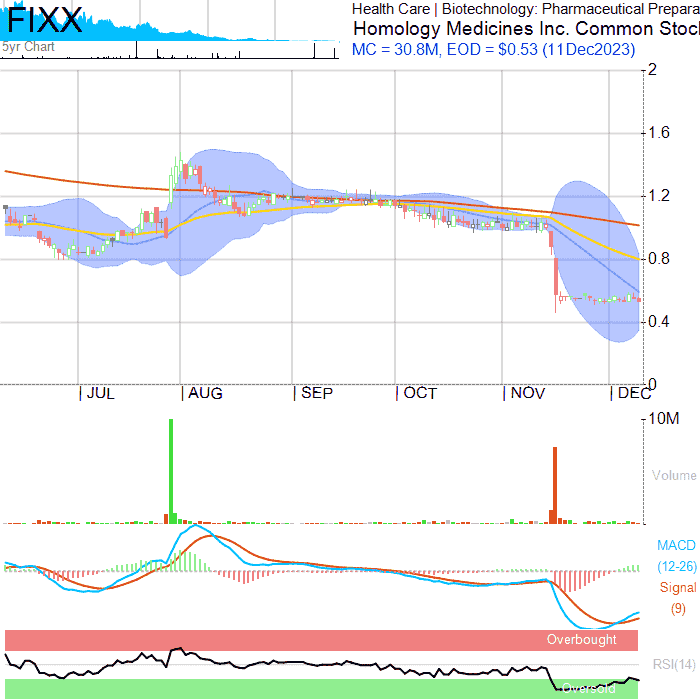 FIXX
5yr Chart
Health Care | Biotechnology: Pharmaceutical Prepara
Homology Medicines Inc. Common Stoc
MC = 30.8M, EOD = $0.53 (11Dec2023)
2
1.6
1.2
0.8
0.4
0
JUL AUG SEP OCT NOV DEC
10M
Volume
MACD
(12-26)
Signal
(9)
Overbought
RSI(14)
Oversold